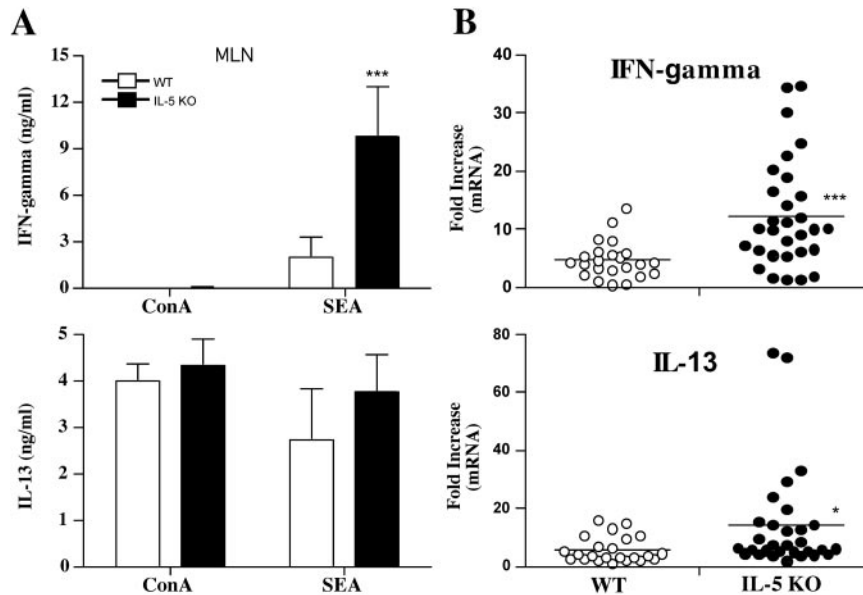 A
MLN
IFN-gamma (ng/ml)
15
12
9
6
3
0
WT
IL-5 KO
***
ConA
SEA
IL-13 (ng/ml)
5
4
3
2
1
0
ConA
SEA
B
IFN-gamma
Fold Increase
(mRNA)
40
30
20
10
0
***
IL-13
Fold Increase
(mRNA)
80
60
40
20
0
*
WT
IL-5 KO